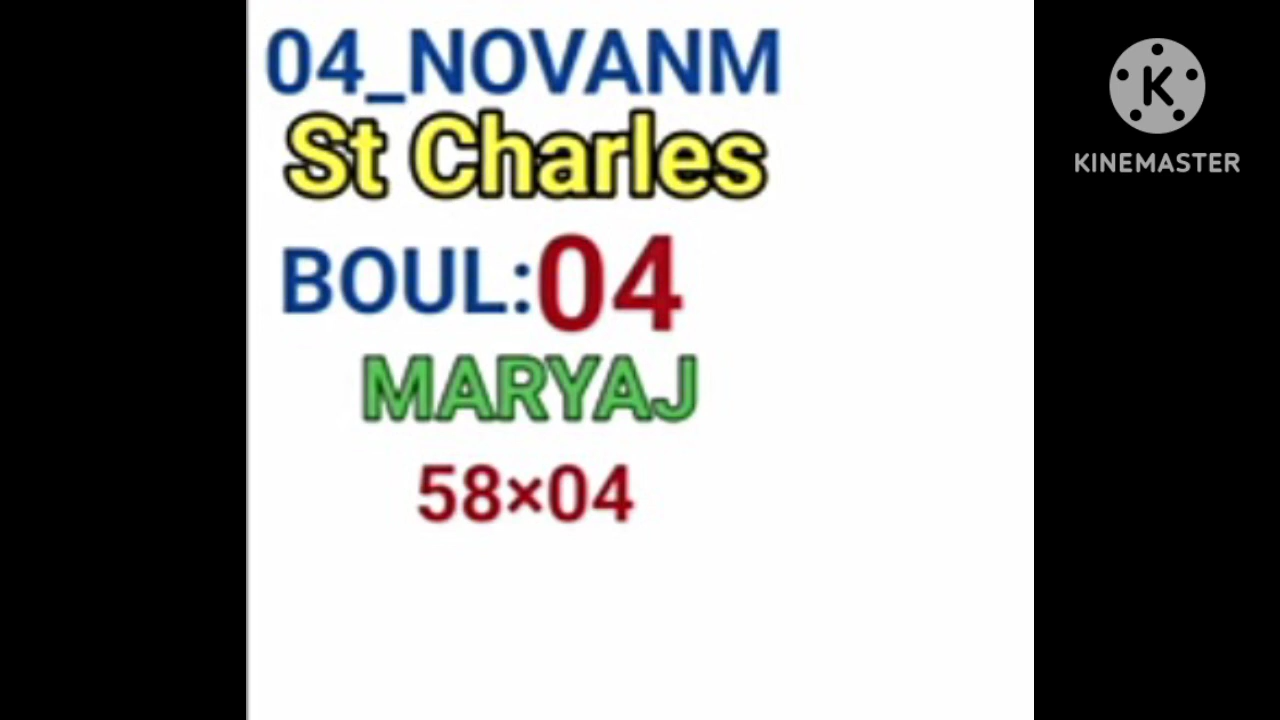 04_NOVANM
St Charles
BOUL:04
MARYAJ
58×04
K
KINEMASTER